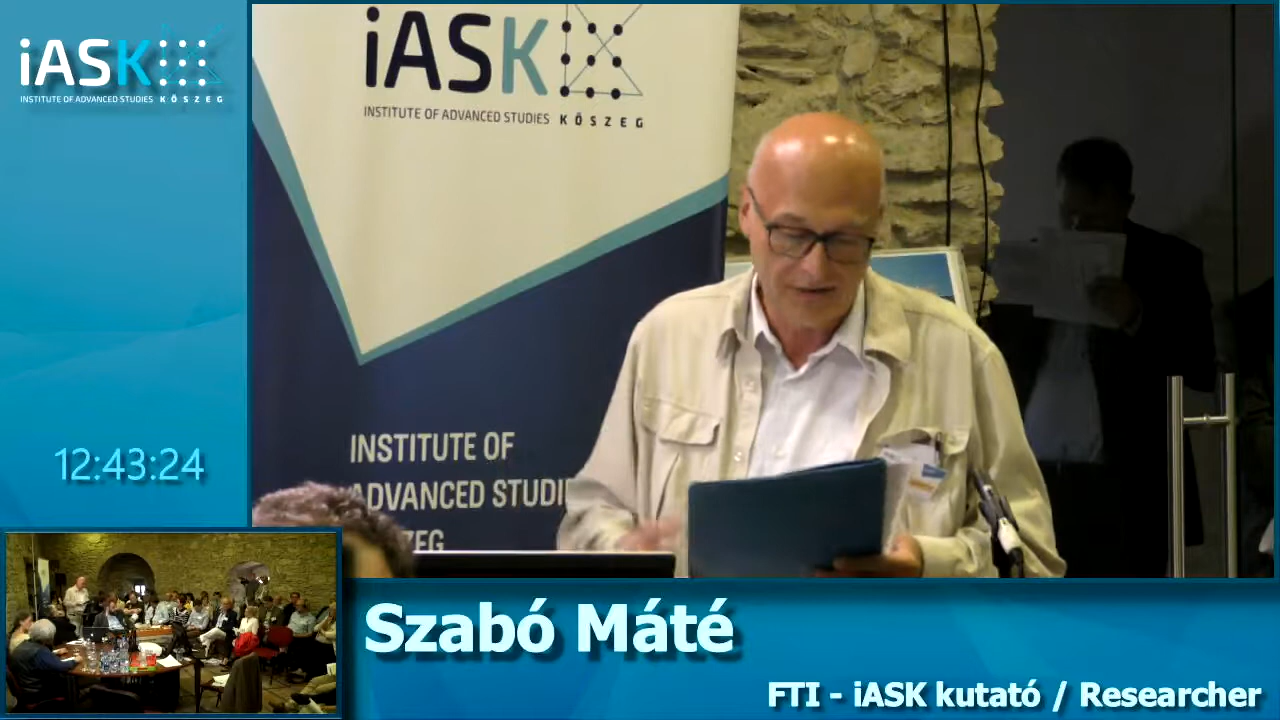 iASK
INSTITUTE OF ADVANCED STUDIES KŐSZEG
iASK
INSTITUTE OF ADVANCED STUDIES KŐSZEG
INSTITUTE OF
ADVANCED STUDI
ZEG
12:43:24
Szabó Máté
FTI - iASK kutató / Researcher